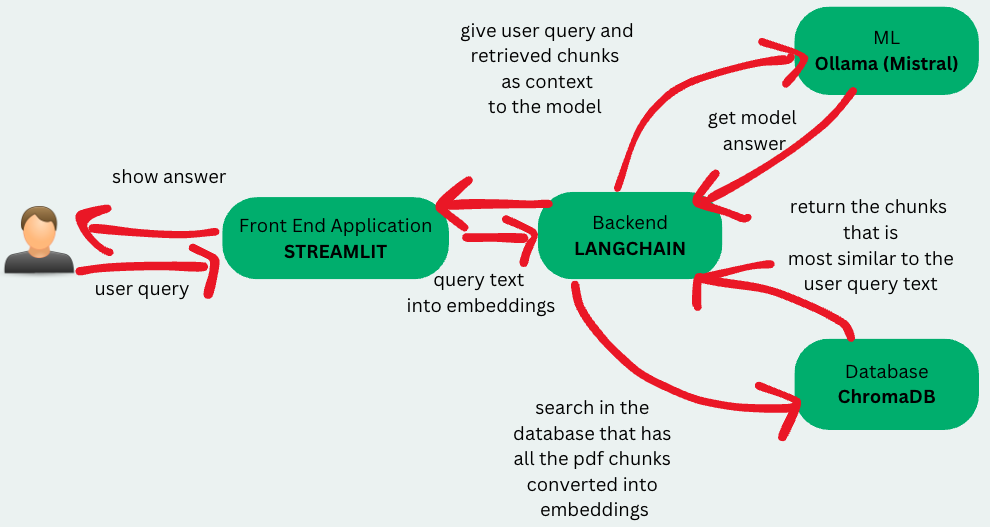 give user query and
retrieved chunks
as context
to the model
ML
Ollama (Mistral)
get model
answer
show answer
Front End Application
STREAMLIT
Backend
LANGCHAIN
return the chunks
that is
most similar to the
user query text
user query
query text
into embeddings
Database
ChromaDB
search in the
database that has
all the pdf chunks
converted into
embeddings